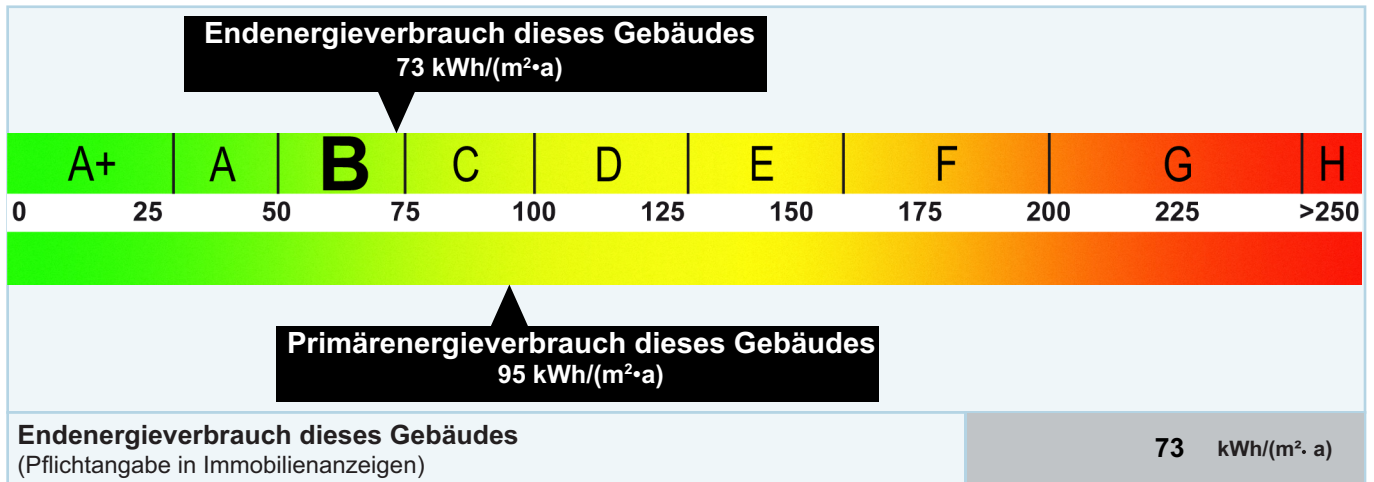 Endenergieverbrauch dieses Gebäudes
73 kWh/(m²•a)
A+ A B C D E F G H
0 25 50 75 100 125 150 175 200 225 >250
Primärenergieverbrauch dieses Gebäudes
95 kWh/(m²•a)
Endenergieverbrauch dieses Gebäudes
(Pflichtangabe in Immobilienanzeigen)
73 kWh/(m²· a)